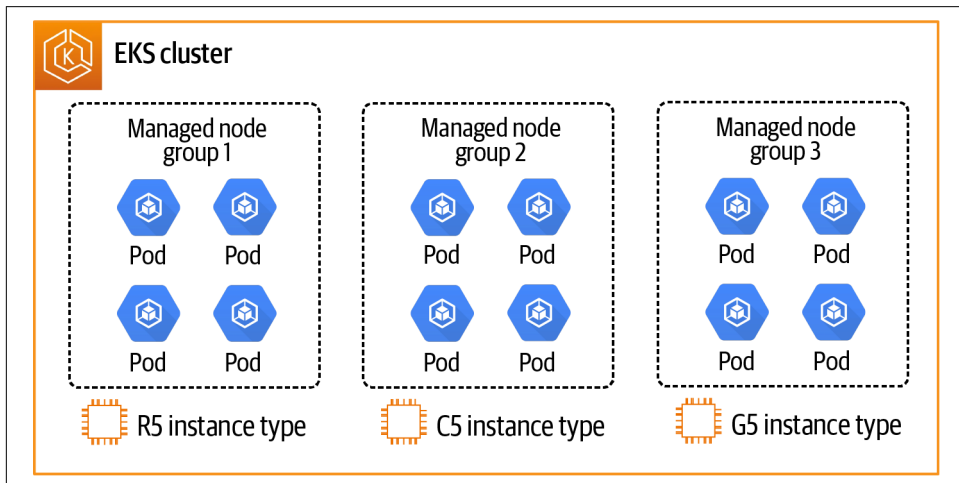 K
EKS cluster
Managed node
group 1
Pod
Pod
Pod
Pod
R5 instance type
Managed node
group 2
Pod
Pod
Pod
Pod
C5 instance type
Managed node
group 3
Pod
Pod
Pod
Pod
G5 instance type